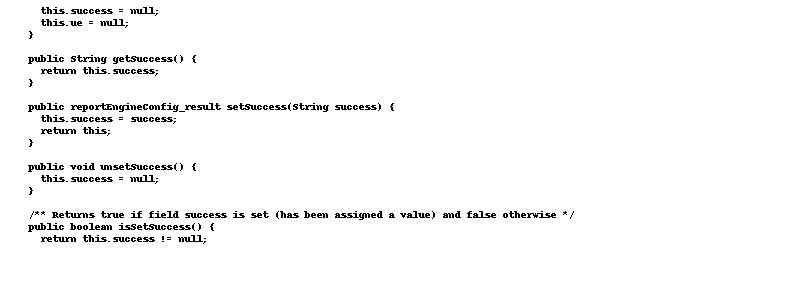 this.success = null;
this.ue = null;
}
public String getSuccess() {
return this.success;
}
public reportEngineConfig_result setSuccess(String success) {
this.success = success;
return this;
}
public void unsetSuccess() {
this.success = null;
}
/** Returns true if field success is set (has been assigned a value) and false otherwise */
public boolean isSetSuccess() {
return this.success != null;